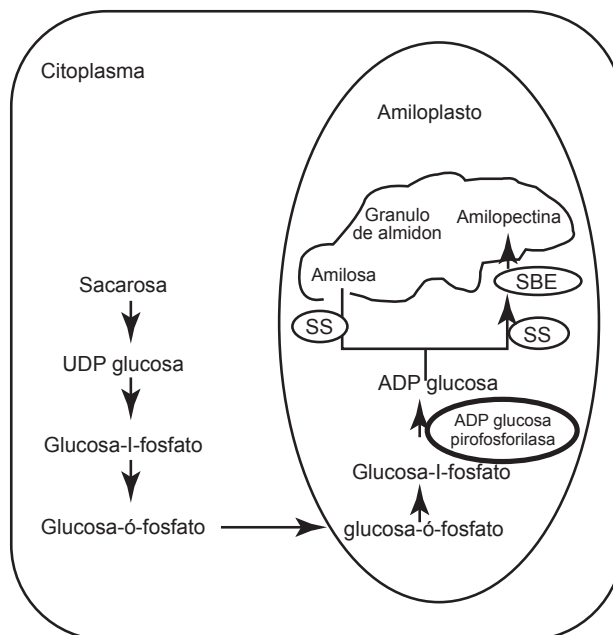 Citoplasma
Amiloplasto
Granulo
de almidon
Amilopectina
Amilosa
SBE
SS
SS
Sacarosa
UDP glucosa
Glucosa-I-fosfato
Glucosa-ó-fosfato
ADP glucosa
ADP glucosa
pirofosforilasa
Glucosa-I-fosfato
glucosa-ó-fosfato